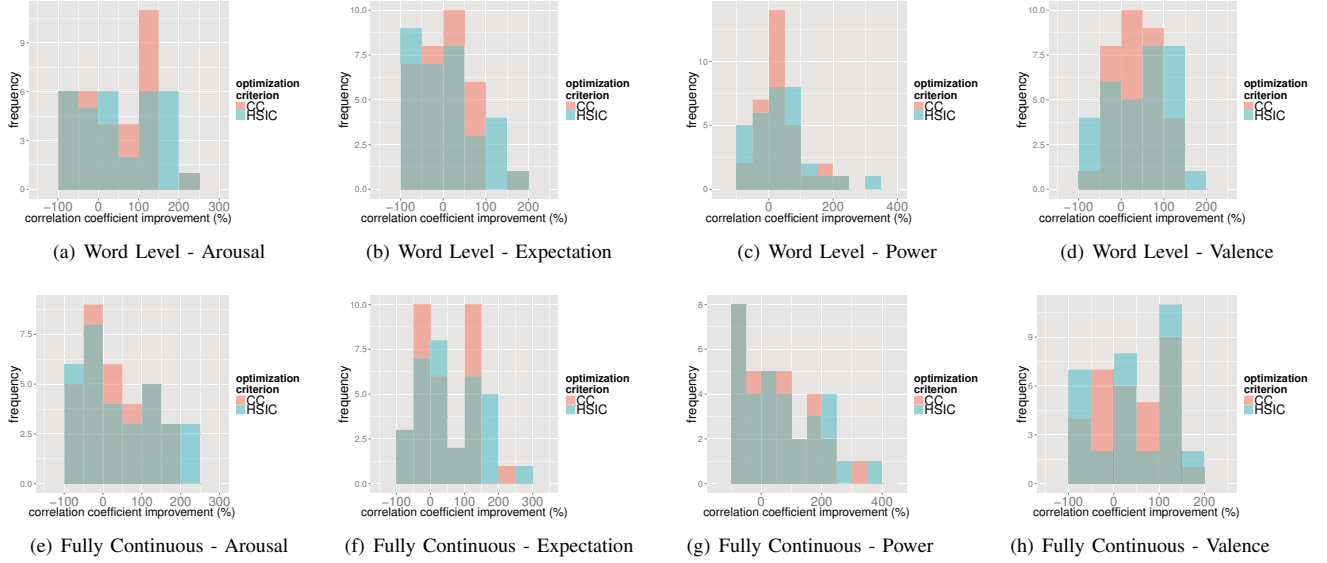 9
6
3
0
frequency
−100
0
100
200
300
correlation coefficient improvement (%)
optimization
criterion
CC
HSIC
(a) Word Level - Arousal
10.0
7.5
5.0
2.5
0.0
frequency
−100
0
100
200
correlation coefficient improvement (%)
optimization
criterion
CC
HSIC
(b) Word Level - Expectation
10
5
0
frequency
0
200
400
correlation coefficient improvement (%)
optimization
criterion
CC
HSIC
(c) Word Level - Power
10.0
7.5
5.0
2.5
0.0
frequency
−100
0
100
200
correlation coefficient improvement (%)
optimization
criterion
CC
HSIC
(d) Word Level - Valence
7.5
5.0
2.5
0.0
frequency
−100
0
100
200
300
correlation coefficient improvement (%)
optimization
criterion
CC
HSIC
(e) Fully Continuous - Arousal
10.0
7.5
5.0
2.5
0.0
frequency
−100
0
100
200
300
correlation coefficient improvement (%)
optimization
criterion
CC
HSIC
(f) Fully Continuous - Expectation
8
6
4
2
0
frequency
0
200
400
correlation coefficient improvement (%)
optimization
criterion
CC
HSIC
(g) Fully Continuous - Power
9
6
3
0
frequency
−100
0
100
200
correlation coefficient improvement (%)
optimization
criterion
CC
HSIC
(h) Fully Continuous - Valence